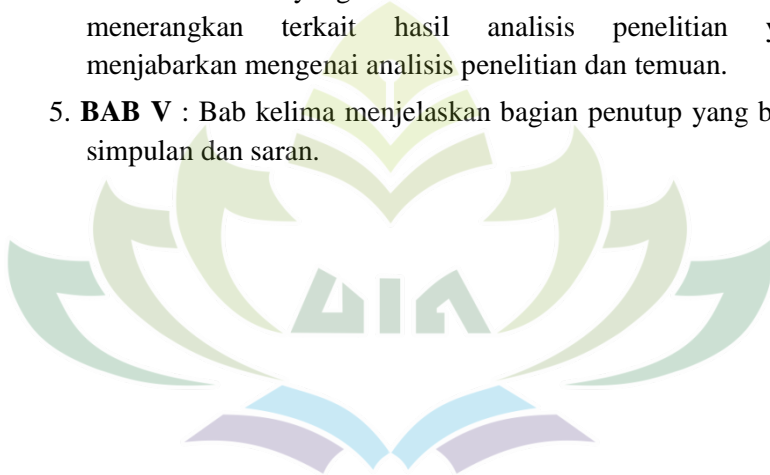 menerangkan terkait hasil analisis penelitian
menjabarkan mengenai analisis penelitian dan temuan.
5. BAB V : Bab kelima menjelaskan bagian penutup yang
simpulan dan saran.
UIN